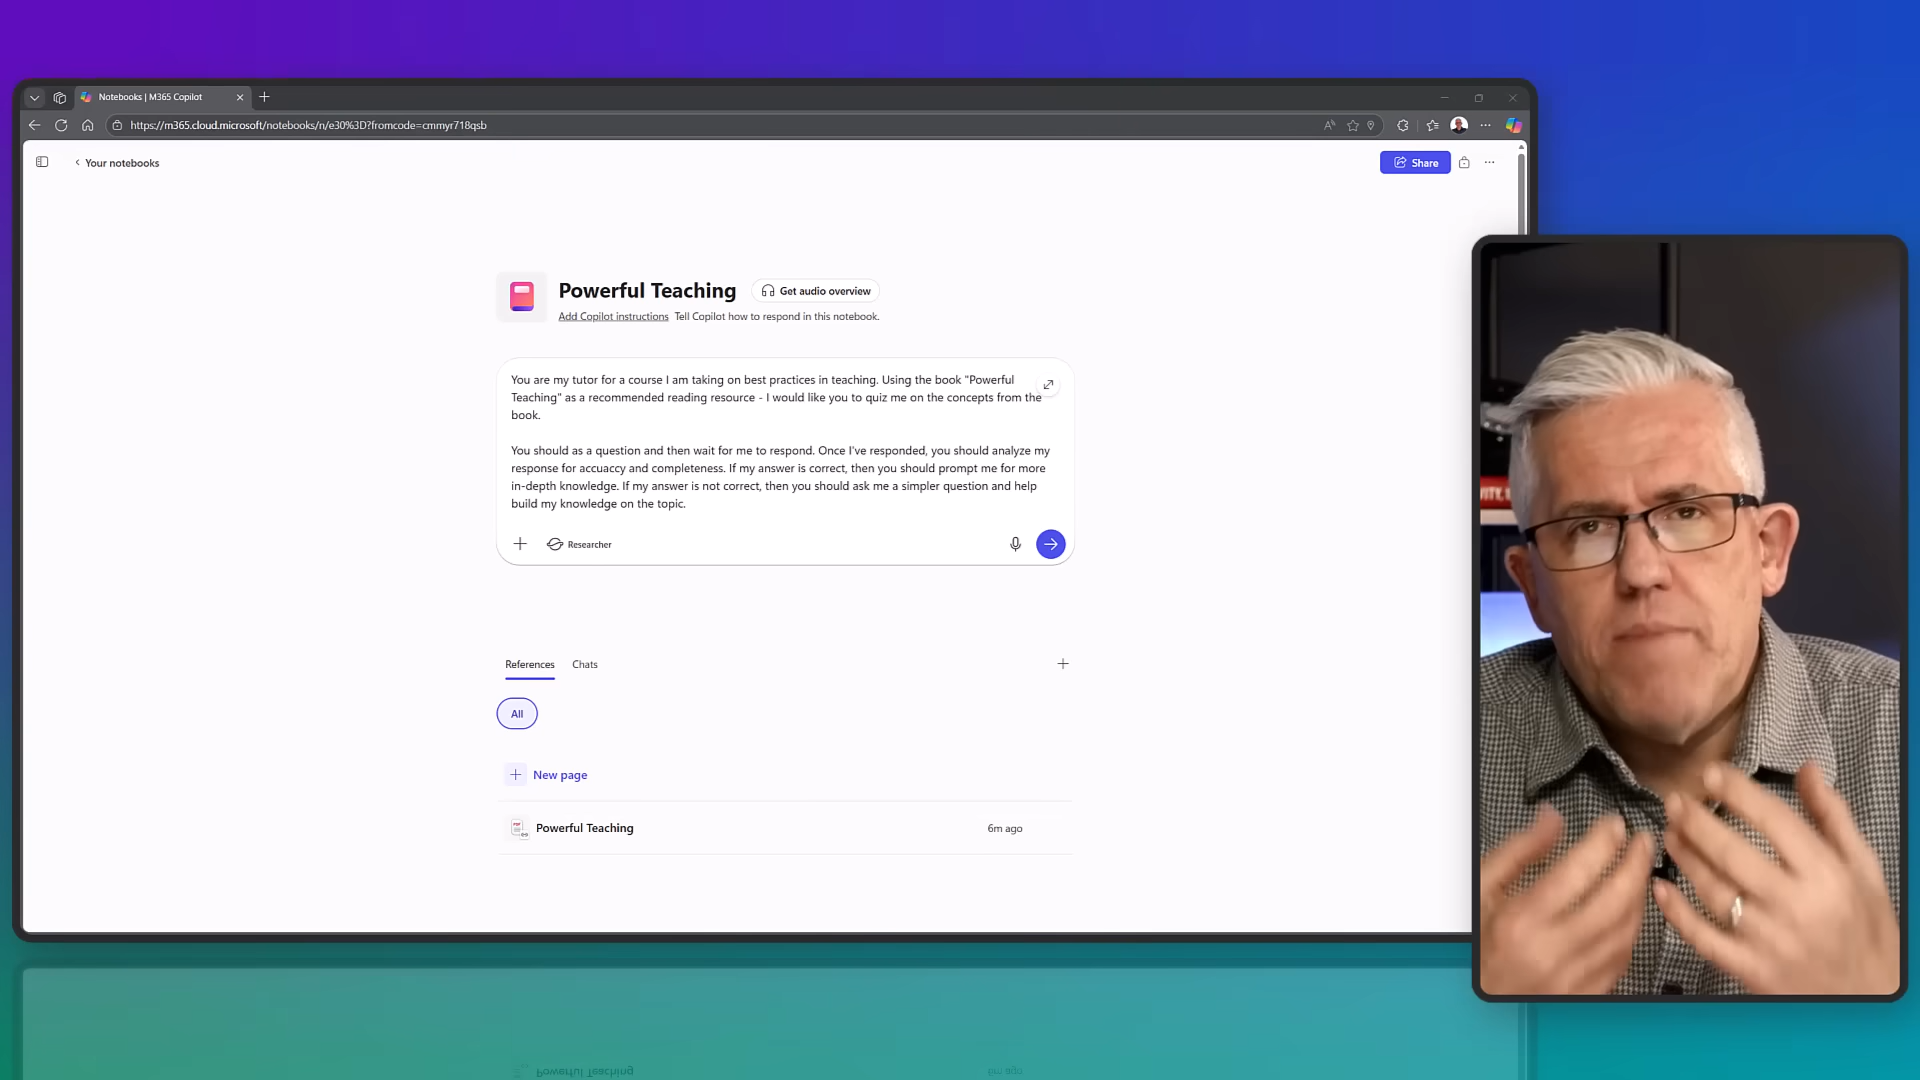 Notebooks | M365 Copilot
https://m365.cloud.microsoft/notebooks/n/e30%3D?fromcode=cmmyr718qsb
Your notebooks
Share
Powerful Teaching
Get audio overview
Add Copilot instructions Tell Copilot how to respond in this notebook.
You are my tutor for a course I am taking on best practices in teaching. Using the book "Powerful
Teaching" as a recommended reading resource - I would like you to quiz me on the concepts from the
book.
You should as a question and then wait for me to respond. Once I've responded, you should analyze my
response for accuaccy and completeness. If my answer is correct, then you should prompt me for more
in-depth knowledge. If my answer is not correct, then you should ask me a simpler question and help
build my knowledge on the topic.
Researcher
References Chats
All
New page
Powerful Teaching 6m ago
Powerful Teaching 6m ago